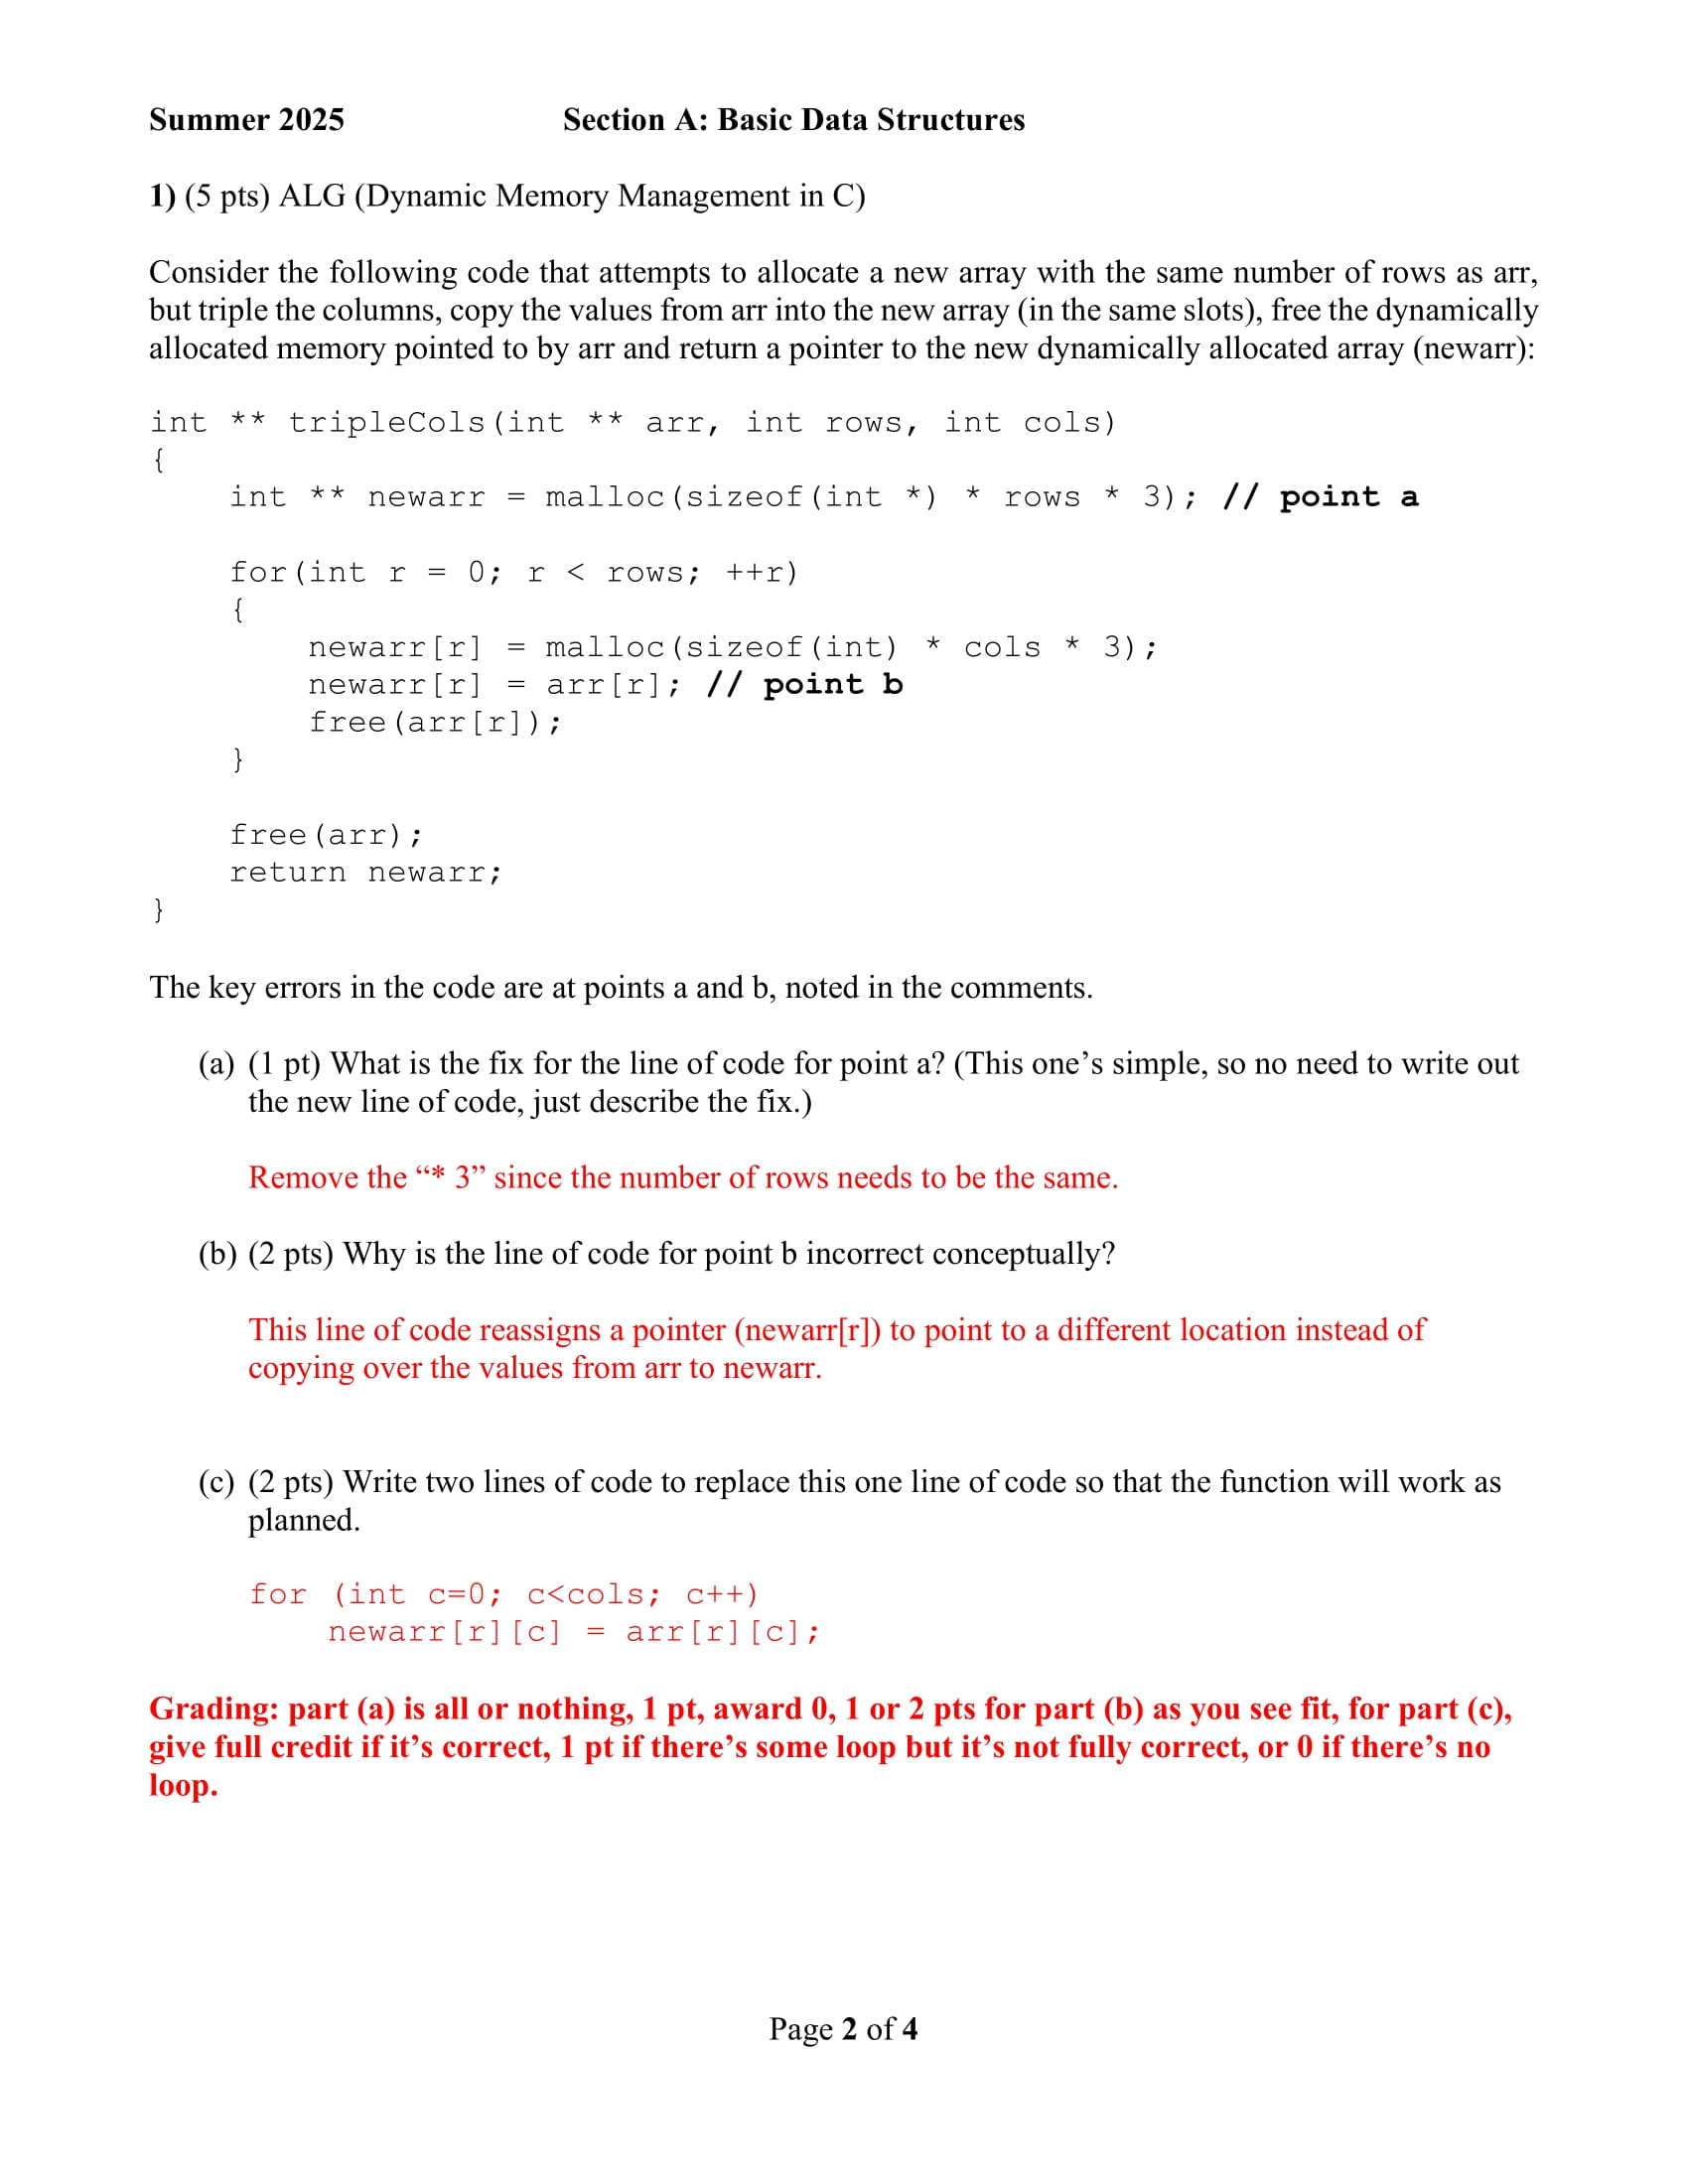 Summer 2025 Section A: Basic Data Structures
1) (5 pts) ALG (Dynamic Memory Management in C)
Consider the following code that attempts to allocate a new array with the same number of rows as arr,
but triple the columns, copy the values from arr into the new array (in the same slots), free the dynamically
allocated memory pointed to by arr and return a pointer to the new dynamically allocated array (newarr):
int ** tripleCols(int ** arr, int rows, int cols)
{
    int ** newarr = malloc(sizeof(int *) * rows * 3); // point a
    for(int r = 0; r < rows; ++r)
    {
        newarr[r] = malloc(sizeof(int) * cols * 3);
        newarr[r] = arr[r]; // point b
        free(arr[r]);
    }
    free(arr);
    return newarr;
}
The key errors in the code are at points a and b, noted in the comments.
(a) (1 pt) What is the fix for the line of code for point a? (This one’s simple, so no need to write out
the new line of code, just describe the fix.)
Remove the “* 3” since the number of rows needs to be the same.
(b) (2 pts) Why is the line of code for point b incorrect conceptually?
This line of code reassigns a pointer (newarr[r]) to point to a different location instead of
copying over the values from arr to newarr.
(c) (2 pts) Write two lines of code to replace this one line of code so that the function will work as
planned.
for (int c=0; c<cols; c++)
    newarr[r][c] = arr[r][c];
Grading: part (a) is all or nothing, 1 pt, award 0, 1 or 2 pts for part (b) as you see fit, for part (c),
give full credit if it’s correct, 1 pt if there’s some loop but it’s not fully correct, or 0 if there’s no
loop.
Page 2 of 4